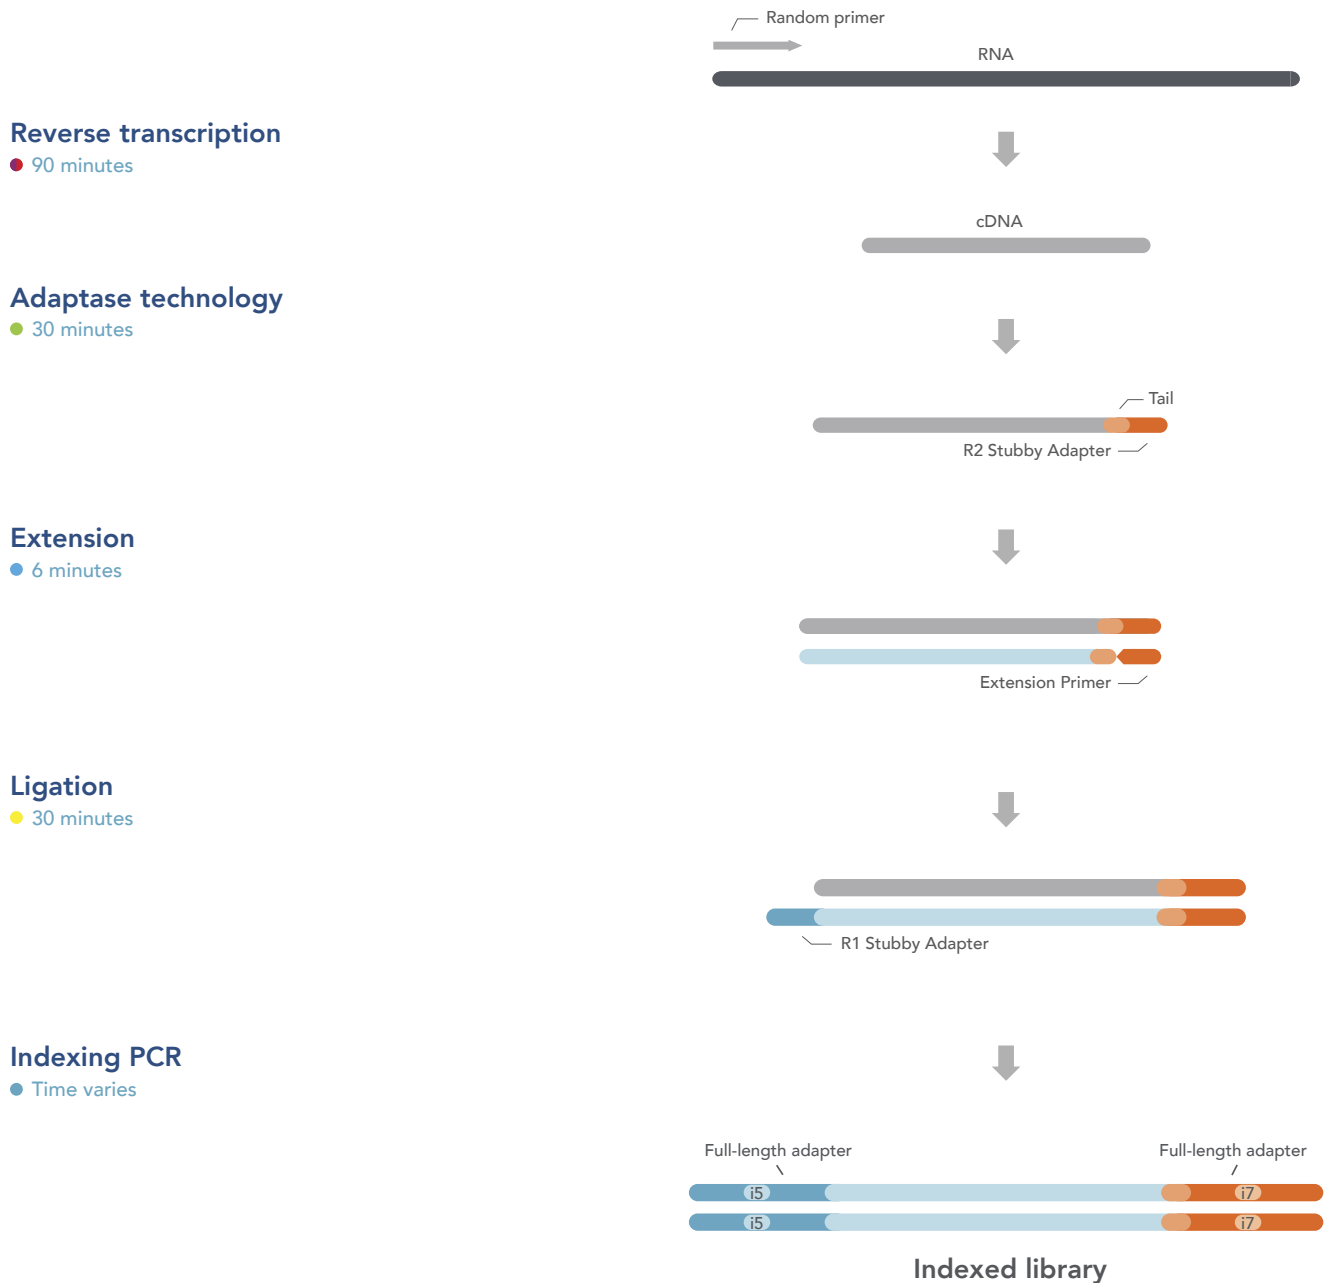 Random primer
RNA
Reverse transcription
90 minutes
cDNA
Adaptase technology
30 minutes
Tail
R2 Stubby Adapter
Extension
6 minutes
Extension Primer
Ligation
30 minutes
R1 Stubby Adapter
Indexing PCR
Time varies
Full-length adapter Full-length adapter
i5 i7
i5 i7
Indexed library